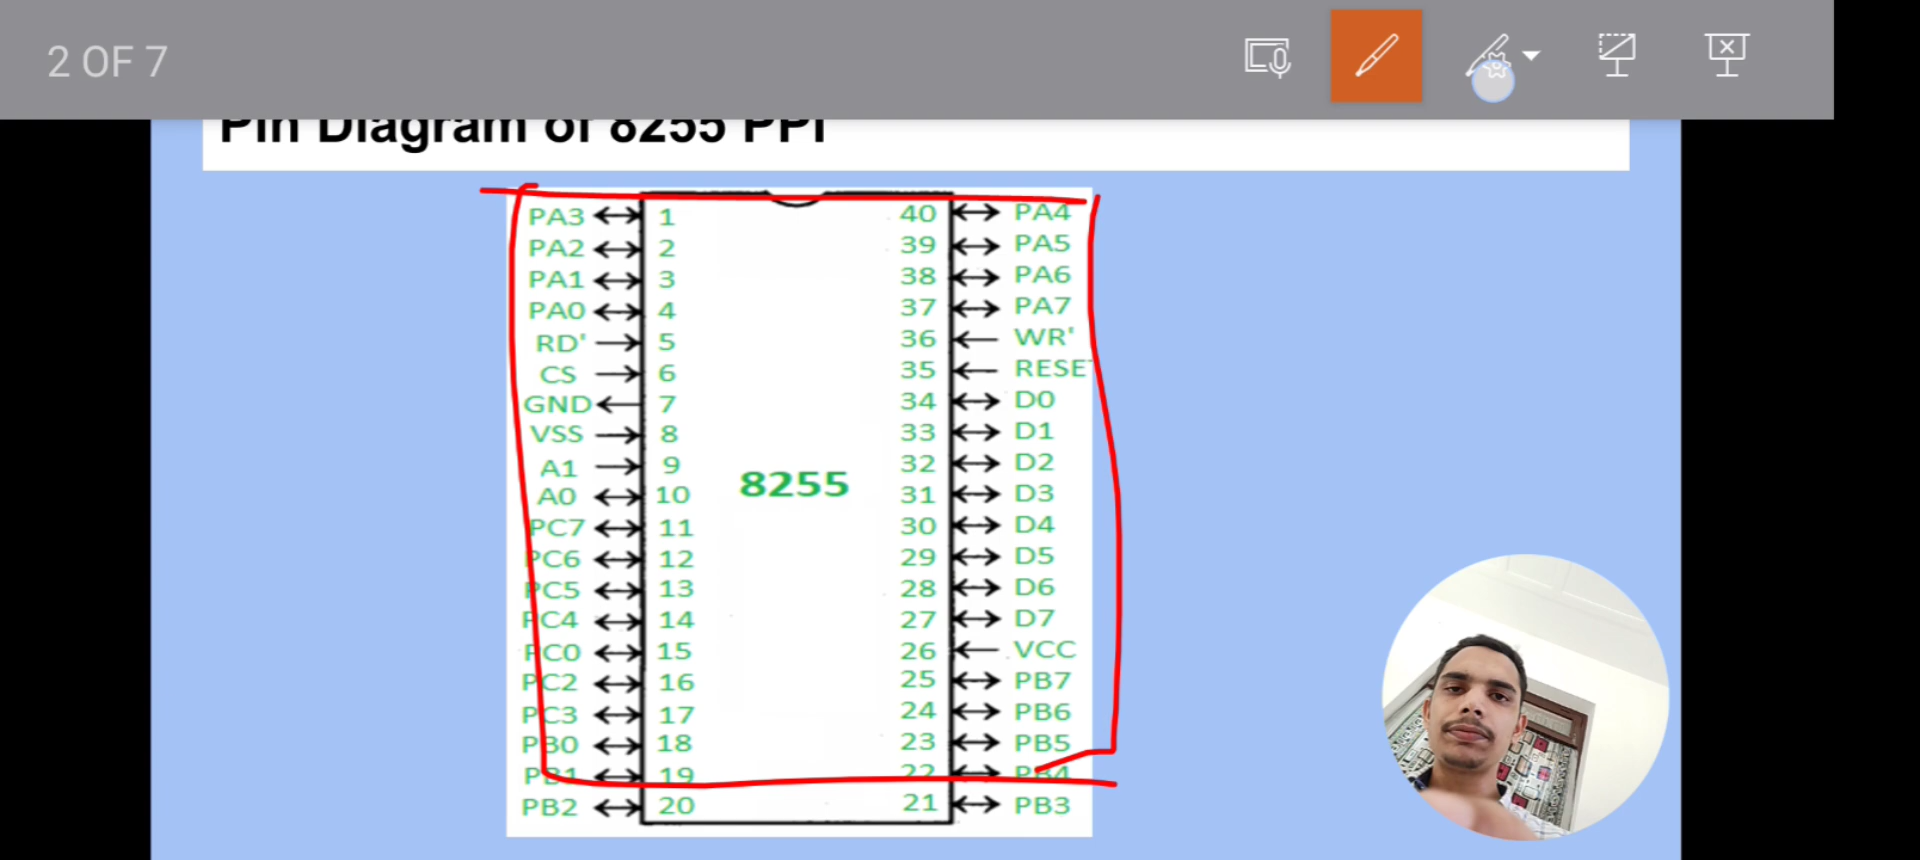 2 OF 7
Pin Diagram of 8255 PPI
PA3 1 40 PA4
PA2 2 39 PA5
PA1 3 38 PA6
PA0 4 37 PA7
RD' 5 36 WR'
CS 6 35 RESET
GND 7 34 D0
VSS 8 33 D1
A1 9 32 D2
8255
A0 10 31 D3
PC7 11 30 D4
PC6 12 29 D5
PC5 13 28 D6
PC4 14 27 D7
PC0 15 26 VCC
PC2 16 25 PB7
PC3 17 24 PB6
PB0 18 23 PB5
PB1 19 22 PB4
PB2 20 21 PB3